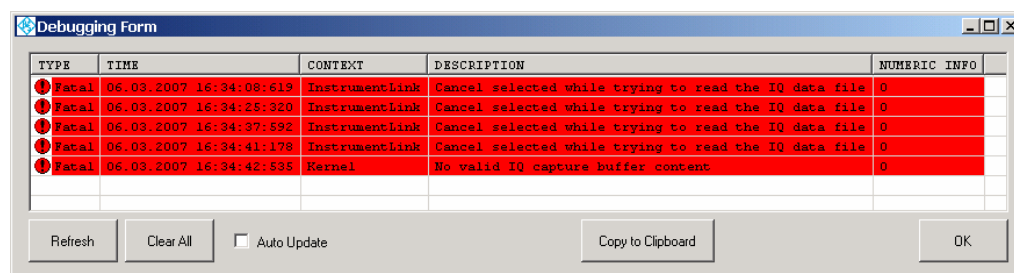 Debugging Form
TYPE TIME CONTEXT DESCRIPTION NUMERIC INFO
Fatal 06.03.2007 16:34:08:619 InstrumentLink Cancel selected while trying to read the IQ data file 0
Fatal 06.03.2007 16:34:25:320 InstrumentLink Cancel selected while trying to read the IQ data file 0
Fatal 06.03.2007 16:34:37:592 InstrumentLink Cancel selected while trying to read the IQ data file 0
Fatal 06.03.2007 16:34:41:178 InstrumentLink Cancel selected while trying to read the IQ data file 0
Fatal 06.03.2007 16:34:42:535 Kernel No valid IQ capture buffer content 0
Refresh Clear All Auto Update Copy to Clipboard OK